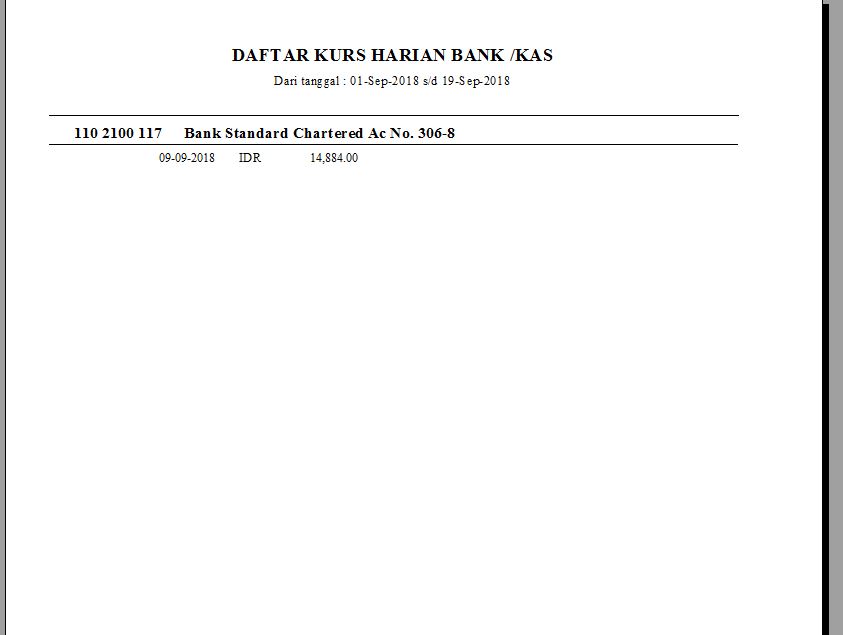 DAFTAR KURS HARIAN BANK /KAS
Dari tanggal : 01-Sep-2018 s/d 19-Sep-2018
110 2100 117 Bank Standard Chartered Ac No. 306-8
09-09-2018 IDR 14,884.00